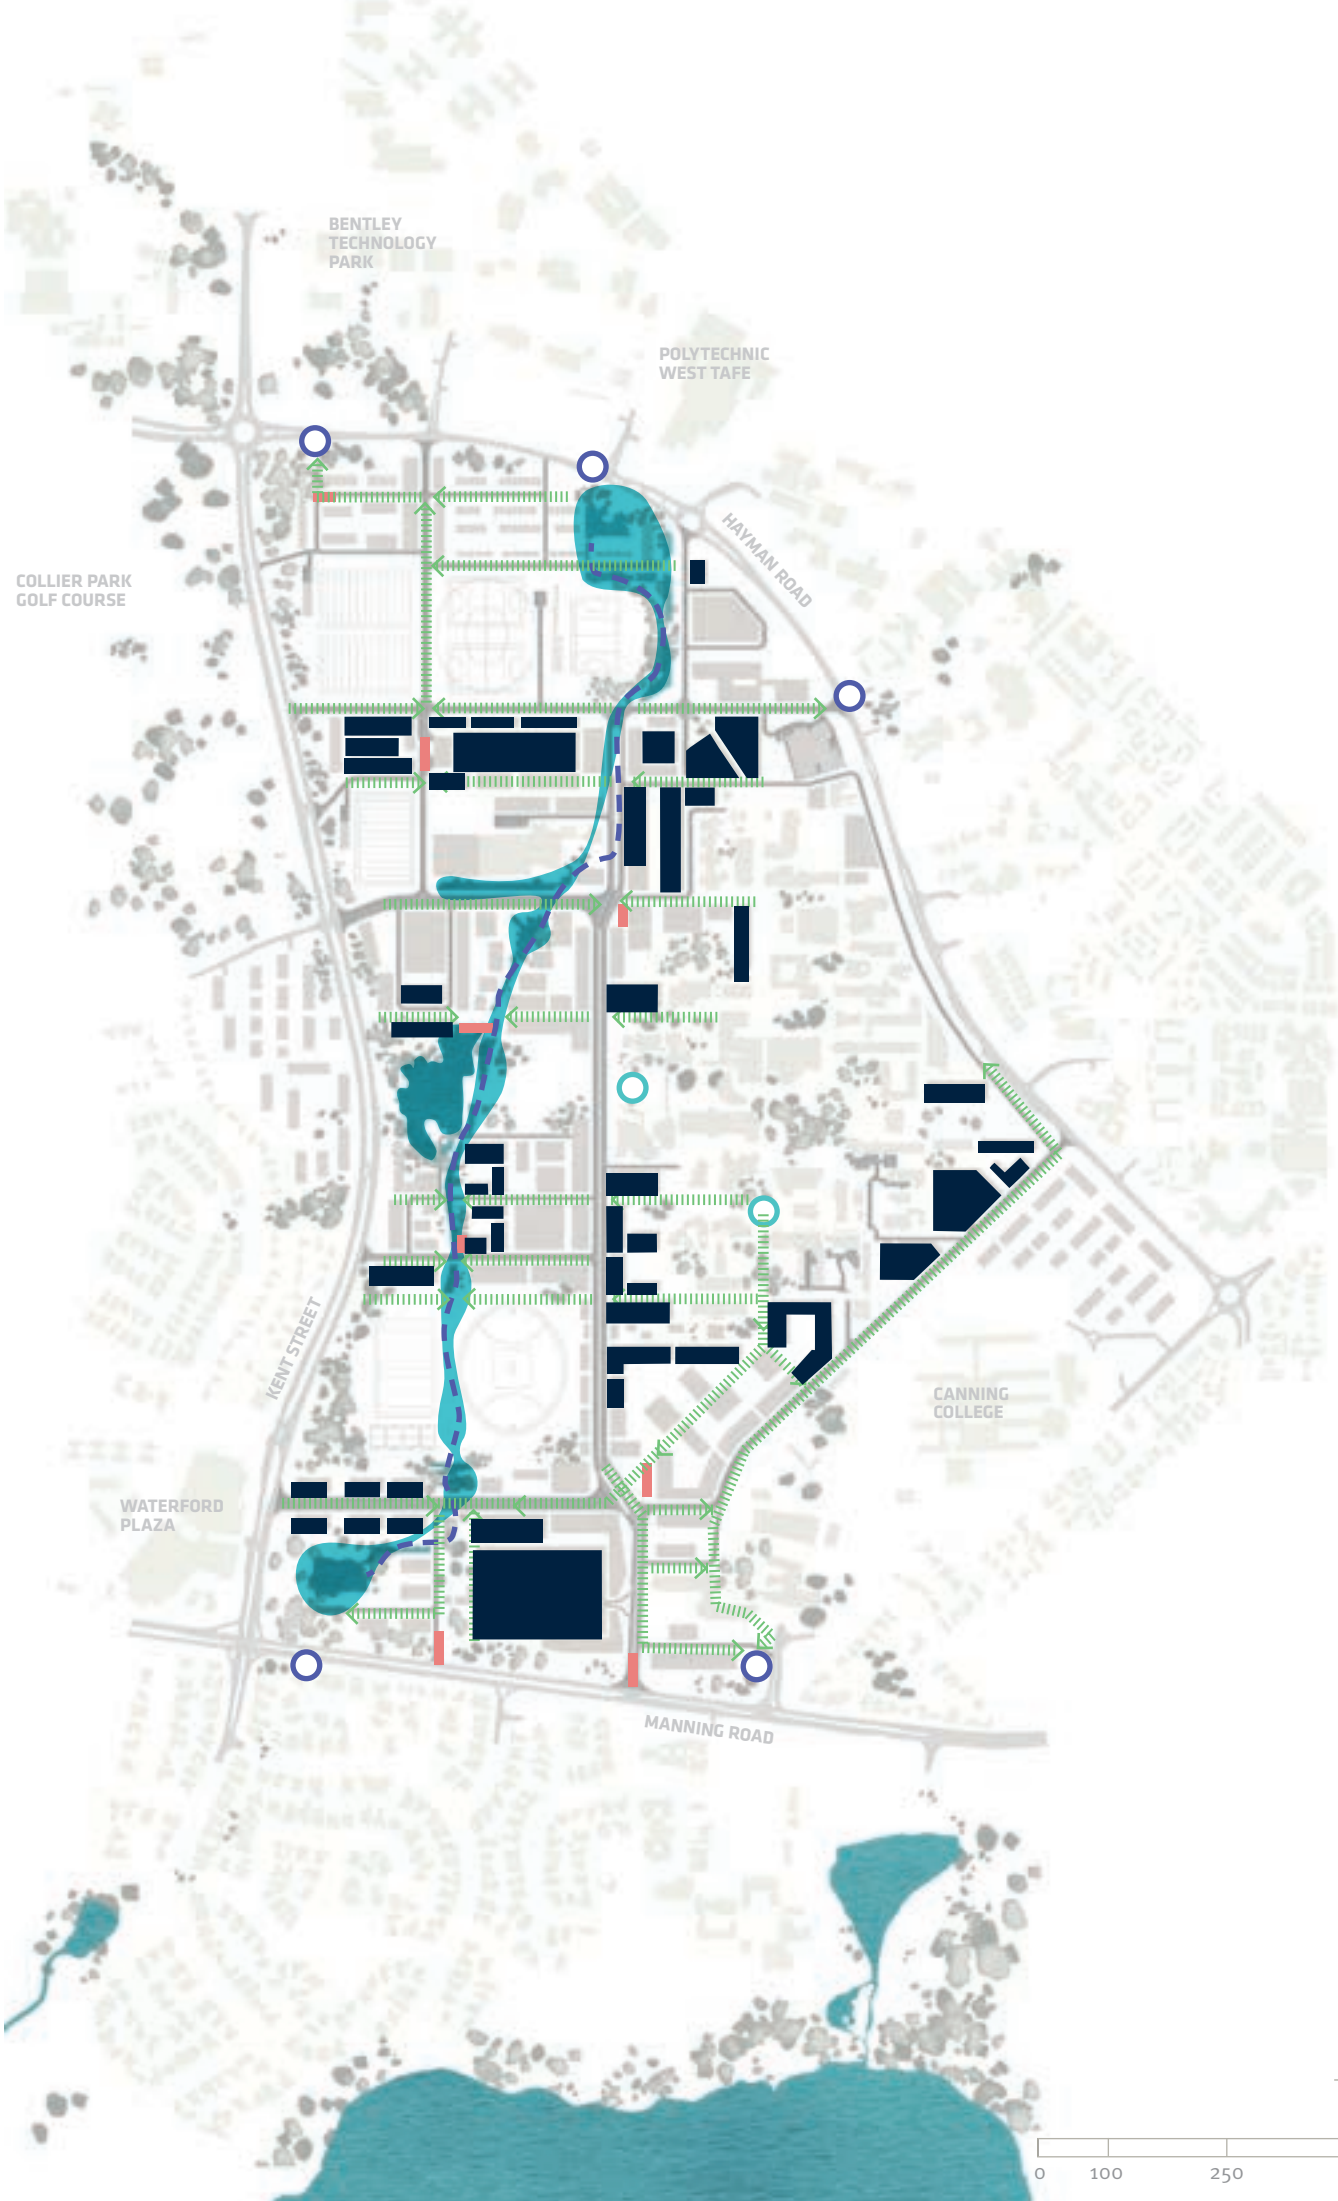 BENTLEY
TECHNOLOGY
PARK
POLYTECHNIC
WEST TAFE
HAYMAN ROAD
COLLIER PARK
GOLF COURSE
KENT STREET
CANNING
COLLEGE
WATERFORD
PLAZA
MANNING ROAD
0 100 250